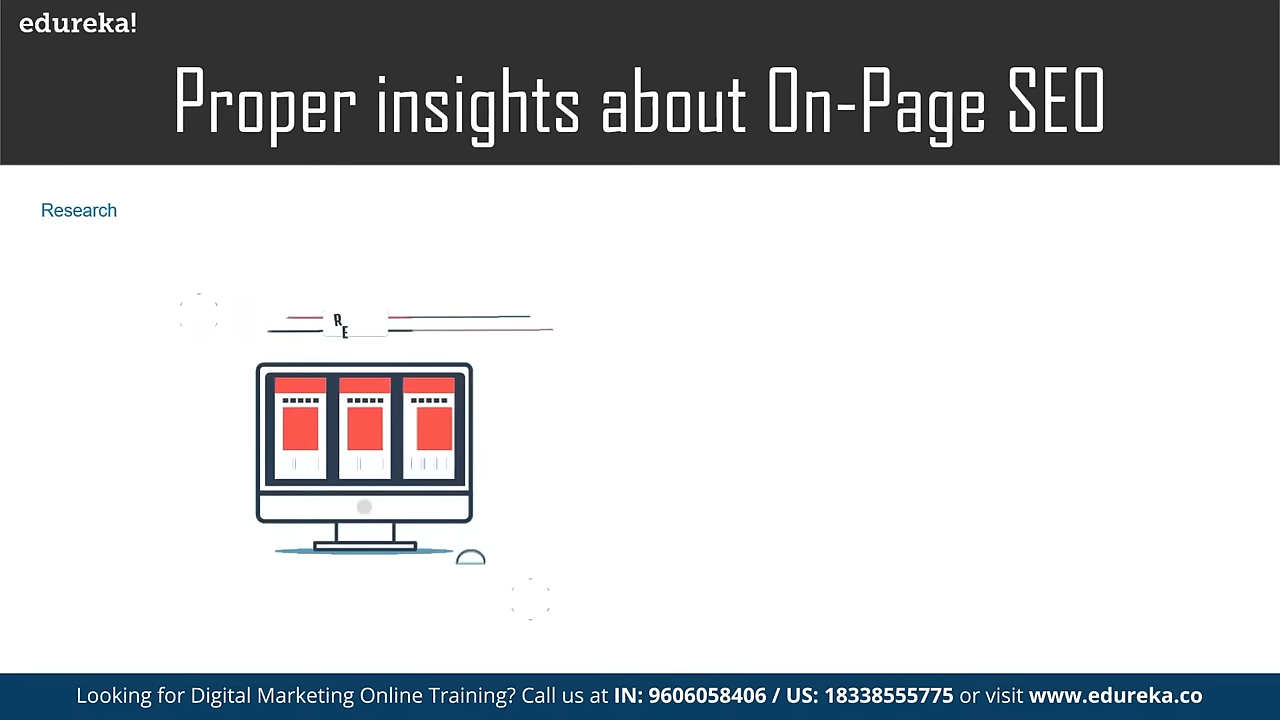 edureka!
Proper insights about On-Page SEO
Research
R
E
Looking for Digital Marketing Online Training? Call us at IN: 9606058406 / US: 18338555775 or visit www.edureka.co